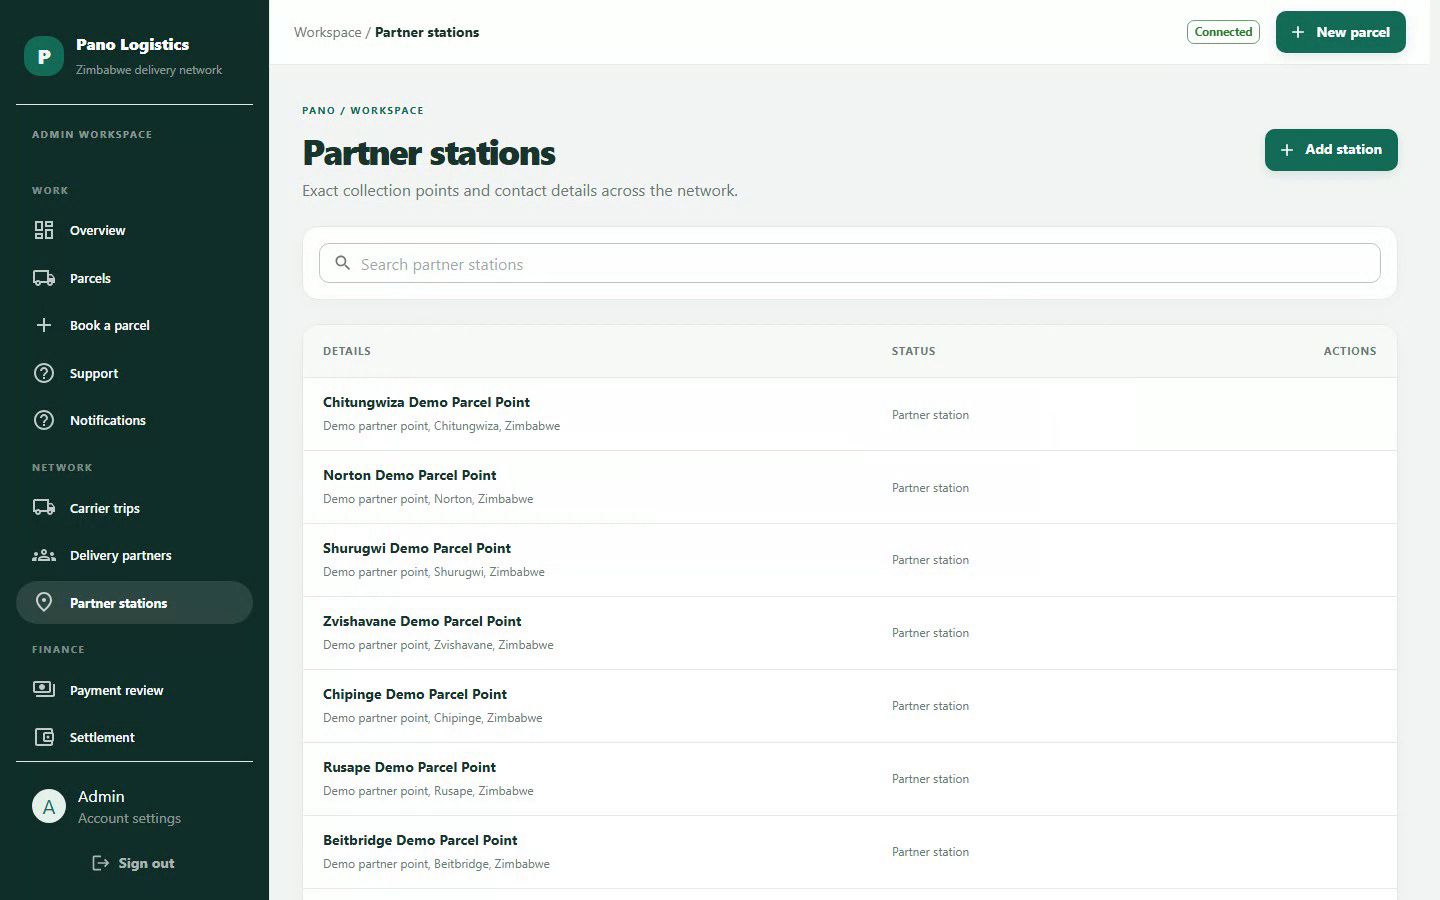 P
Pano Logistics
Zimbabwe delivery network
ADMIN WORKSPACE
WORK
Overview
Parcels
Book a parcel
Support
Notifications
NETWORK
Carrier trips
Delivery partners
Partner stations
FINANCE
Payment review
Settlement
A
Admin
Account settings
Sign out
Workspace / Partner stations
Connected
New parcel
PANO / WORKSPACE
Partner stations
Exact collection points and contact details across the network.
Add station
Search partner stations
DETAILS STATUS ACTIONS
Chitungwiza Demo Parcel Point
Demo partner point, Chitungwiza, Zimbabwe
Partner station
Norton Demo Parcel Point
Demo partner point, Norton, Zimbabwe
Partner station
Shurugwi Demo Parcel Point
Demo partner point, Shurugwi, Zimbabwe
Partner station
Zvishavane Demo Parcel Point
Demo partner point, Zvishavane, Zimbabwe
Partner station
Chipinge Demo Parcel Point
Demo partner point, Chipinge, Zimbabwe
Partner station
Rusape Demo Parcel Point
Demo partner point, Rusape, Zimbabwe
Partner station
Beitbridge Demo Parcel Point
Demo partner point, Beitbridge, Zimbabwe
Partner station